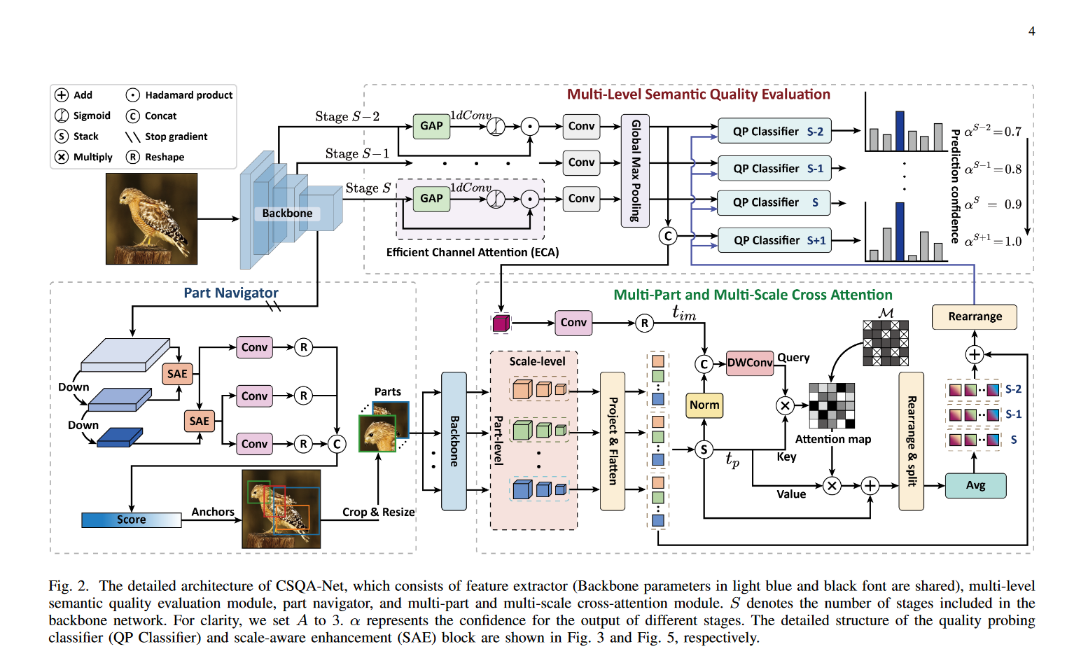 4
Add
Hadamard product
Sigmoid
Concat
Stack
Stop gradient
Multiply
Reshape
C
S
R
Multi-Level Semantic Quality Evaluation
Stage S−2
GAP
1dConv
Conv
Stage S−1
Conv
Stage S
GAP
1dConv
Conv
Efficient Channel Attention (ECA)
Global Max Pooling
C
QP Classifier S-2
QP Classifier S-1
QP Classifier S
QP Classifier S+1
Prediction confidence
α^{S−2}=0.7
α^{S−1}=0.8
α^{S} = 0.9
α^{S+1}=1.0
Backbone
Part Navigator
Down
Down
SAE
SAE
Conv
R
Conv
R
Conv
R
C
Score
Anchors
Crop & Resize
Parts
Backbone
Multi-Part and Multi-Scale Cross Attention
Conv
R
t_{im}
Scale-level
Part-level
Project & Flatten
C
DWConv
Query
Norm
S
t_p
Key
Value
M
Attention map
Rearrange & split
Rearrange
S-2
S-1
S
Avg
Fig. 2. The detailed architecture of CSQA-Net, which consists of feature extractor (Backbone parameters in light blue and black font are shared), multi-level
semantic quality evaluation module, part navigator, and multi-part and multi-scale cross-attention module. S denotes the number of stages included in the
backbone network. For clarity, we set A to 3. α represents the confidence for the output of different stages. The detailed structure of the quality probing
classifier (QP Classifier) and scale-aware enhancement (SAE) block are shown in Fig. 3 and Fig. 5, respectively.